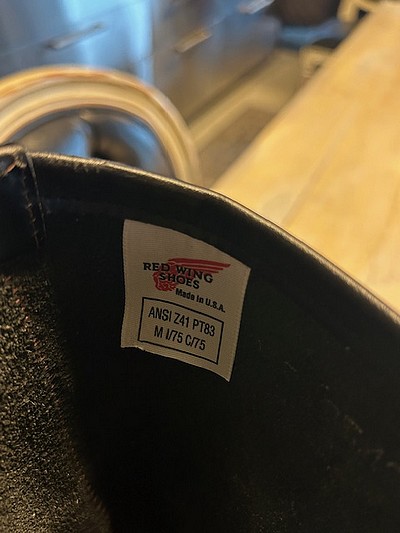 RED WING
SHOES
Made in U.S.A.
ANSI Z41 PT83
M I/75 C/75